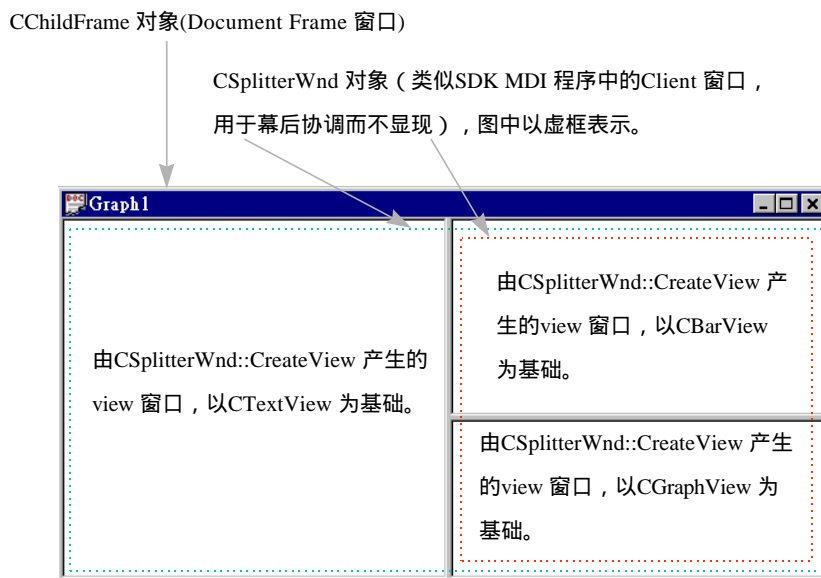 CChildFrame 对象(Document Frame 窗口)
CSplitterWnd 对象（类似SDK MDI 程序中的Client 窗口，
用于幕后协调而不显现），图中以虚框表示。
Graph1
由CSplitterWnd::CreateView 产生的
view 窗口，以CTextView 为基础。
由CSplitterWnd::CreateView 产
生的view 窗口，以CBarView
为基础。
由CSplitterWnd::CreateView 产生
的view 窗口，以CGraphView 为
基础。